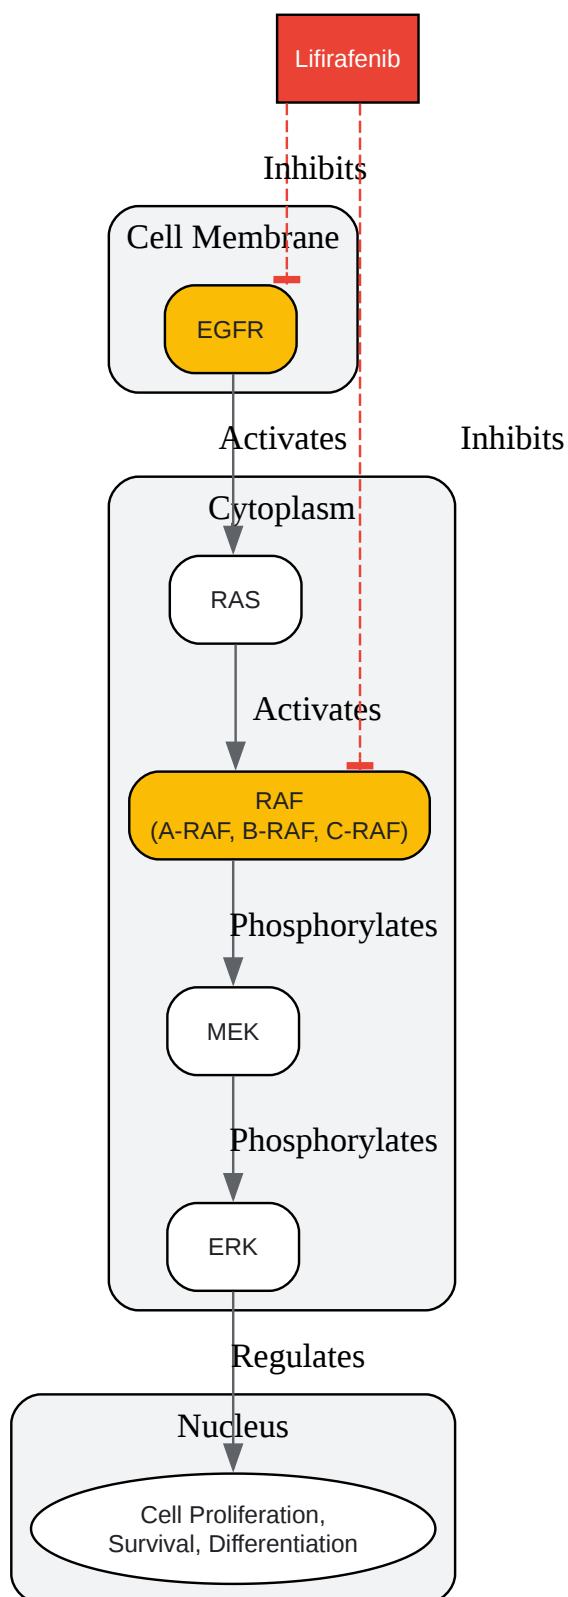 Lifirafenib
Inhibits
Cell Membrane
EGFR
Activates
Inhibits
Cytoplasm
RAS
Activates
RAF
(A-RAF, B-RAF, C-RAF)
Phosphorylates
MEK
Phosphorylates
ERK
Regulates
Nucleus
Cell Proliferation,
Survival, Differentiation